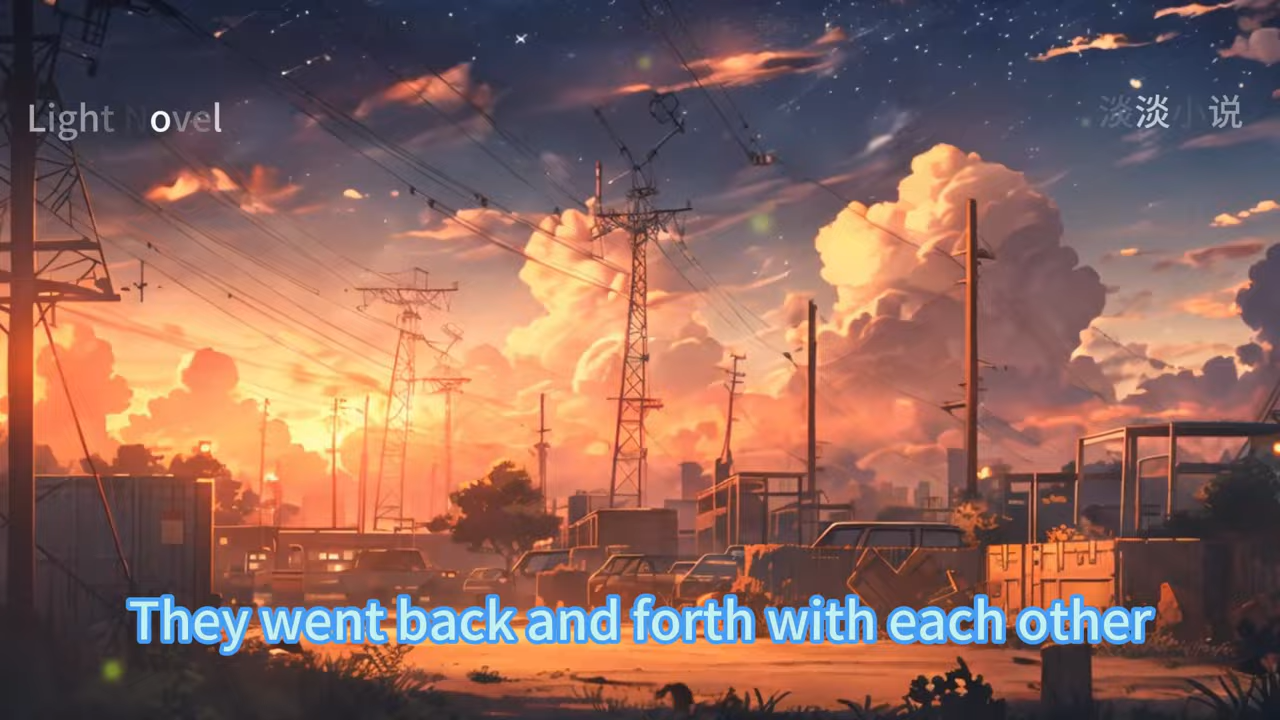 Light Novel
淡淡小说
They went back and forth with each other